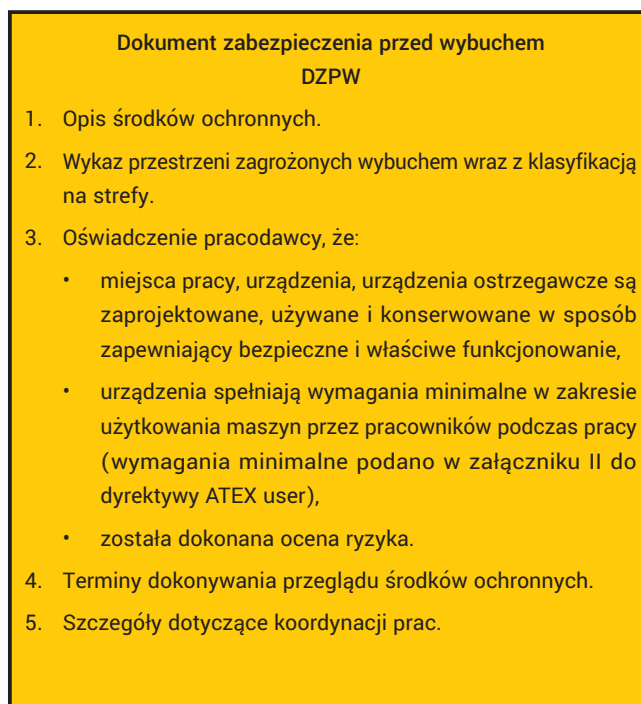 Dokument zabezpieczenia przed wybuchem
DZPW
1. Opis środków ochronnych.
2. Wykaz przestrzeni zagrożonych wybuchem wraz z klasyfikacją
na strefy.
3. Oświadczenie pracodawcy, że:
• miejsca pracy, urządzenia, urządzenia ostrzegawcze są
zaprojektowane, używane i konserwowane w sposób
zapewniający bezpieczne i właściwe funkcjonowanie,
• urządzenia spełniają wymagania minimalne w zakresie
użytkowania maszyn przez pracowników podczas pracy
(wymagania minimalne podano w załączniku II do
dyrektywy ATEX user),
• została dokonana ocena ryzyka.
4. Terminy dokonywania przeglądu środków ochronnych.
5. Szczegóły dotyczące koordynacji prac.